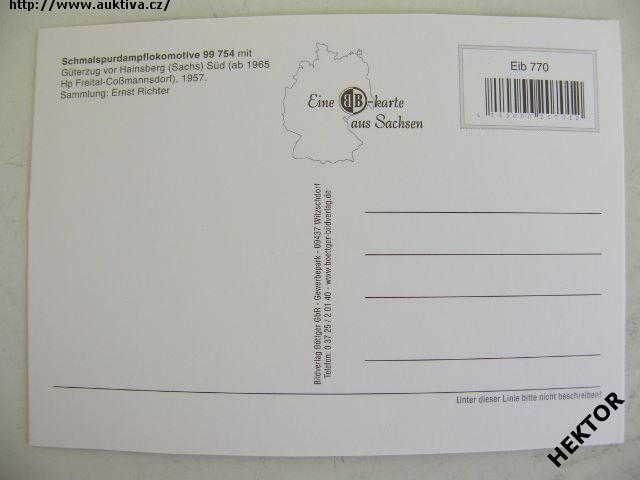 http://www.auktiva.cz/
Schmalspurdampflokomotive 99 754 mit
Güterzug vor Hainsberg (Sachs) Süd (ab 1965
Hp Freital-Coßmannsdorf), 1957.
Sammlung: Ernst Richter
Eine BB-karte
aus Sachsen
Eib 770
Bildverlag Böttger GbR - Gewerbepark - 09437 Witzschdorf
Telefon: 0 37 25 / 2 01 40 - www.boettger-bildverlag.de
Unter dieser Linie bitte nicht beschreiben!
HEKTOR